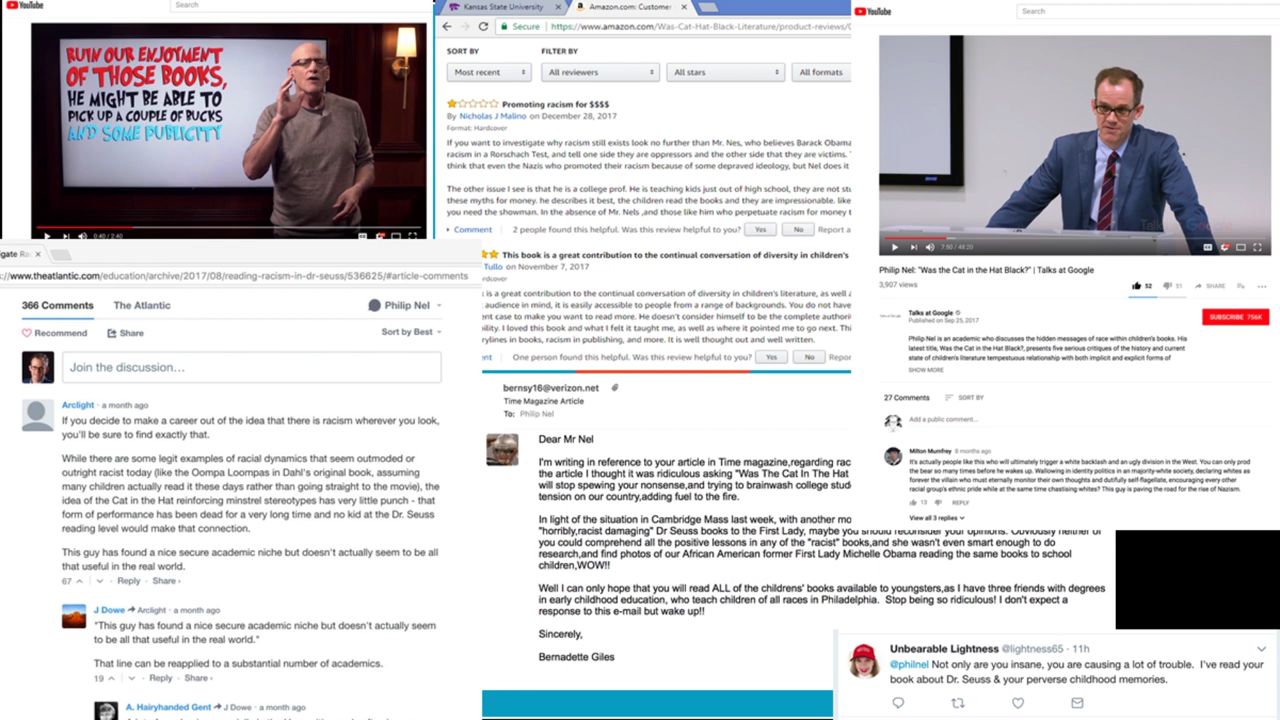 YouTube
Search
RUIN OUR ENJOYMENT
OF THOSE BOOKS,
HE MIGHT BE ABLE TO
PICK UP A COUPLE OF BUCKS
AND SOME PUBLICITY
0:40 / 2:40
Kansas State University
Amazon.com: Customer
Secure
https://www.amazon.com/Was-Cat-Hat-Black-Literature/product-reviews/
SORT BY
FILTER BY
Most recent
All reviewers
All stars
All formats
Promoting racism for $$$$
By Nicholas J Malino on December 28, 2017
Format: Hardcover
If you want to investigate why racism still exists look no further than Mr. Nes, who believes Barack Obama
racism in a Rorschach Test, and tell one side they are oppressors and the other side that they are victims.
think that even the Nazis who promoted their racism because of some depraved ideology, but Nel does it
The other issue I see is that he is a college prof. He is teaching kids just out of high school, they are not
these myths for money. he describes it best, the children read the books and they are impressionable. like
you need the showman. In the absence of Mr. Nels ,and those like him who perpetuate racism for money
Comment
2 people found this helpful. Was this review helpful to you?
Yes
No
Report a
This book is a great contribution to the continual conversation of diversity in children's
Tullo on November 7, 2017
rdcover
k is a great contribution to the continual conversation of diversity in children's literature, as well a
audience in mind, it is easily accessible to people from a range of backgrounds. You do not have
ent case to make you want to read more. He doesn't consider himself to be the complete authori
bility. I loved this book and what I felt it taught me, as well as where it pointed me to go next. Thi
rylines in books, racism in publishing, and more. It is well thought out and well written.
nt
One person found this helpful. Was this review helpful to you?
Yes
No
Repor
YouTube
Search
7:50 / 48:20
Philip Nel: "Was the Cat in the Hat Black?" | Talks at Google
3,907 views
52
51
SHARE
Talks at Google
Published on Sep 25, 2017
SUBSCRIBE 756K
Philip Nel is an academic who discusses the hidden messages of race within children's books. His
latest title, Was the Cat in the Hat Black?, presents five serious critiques of the history and current
state of children's literature tempestuous relationship with both implicit and explicit forms of
SHOW MORE
27 Comments
SORT BY
Add a public comment...
Milton Mumfrey 8 months ago
It's actually people like this who will ultimately trigger a white backlash and an ugly division in the West. You can only prod
the bear so many times before he wakes up. Wallowing in identity politics in a majority-white society, declaring whites as
forever the villain who must eternally monitor their own thoughts and dutifully self-flagellate, encouraging every other
racial group's ethnic pride while at the same time chastising whites? This guy is paving the road for the rise of Nazism.
13
REPLY
View all 3 replies
gate Ra
://www.theatlantic.com/education/archive/2017/08/reading-racism-in-dr-seuss/536625/#article-comments
366 Comments
The Atlantic
Philip Nel
Recommend
Share
Sort by Best
Join the discussion…
Arclight · a month ago
If you decide to make a career out of the idea that there is racism wherever you look,
you'll be sure to find exactly that.
While there are some legit examples of racial dynamics that seem outmoded or
outright racist today (like the Oompa Loompas in Dahl's original book, assuming
many children actually read it these days rather than going straight to the movie), the
idea of the Cat in the Hat reinforcing minstrel stereotypes has very little punch - that
form of performance has been dead for a very long time and no kid at the Dr. Seuss
reading level would make that connection.
This guy has found a nice secure academic niche but doesn't actually seem to be all
that useful in the real world.
67
Reply
Share ›
J Dowe
Arclight · a month ago
"This guy has found a nice secure academic niche but doesn't actually seem
to be all that useful in the real world."
That line can be reapplied to a substantial number of academics.
19
Reply
Share ›
A. Hairyhanded Gent
J Dowe · a month ago
bernsy16@verizon.net
Time Magazine Article
To: Philip Nel
Dear Mr Nel
I'm writing in reference to your article in Time magazine,regarding rac
the article I thought it was ridiculous asking "Was The Cat In The Hat
will stop spewing your nonsense,and trying to brainwash college stud
tension on our country,adding fuel to the fire.
In light of the situation in Cambridge Mass last week, with another mo
"horribly,racist damaging" Dr Seuss books to the First Lady, maybe you should reconsider your opinions. Obviously neither of
you could comprehend all the positive lessons in any of the "racist" books,and she wasn't even smart enough to do
research,and find photos of our African American former First Lady Michelle Obama reading the same books to school
children,WOW!!
Well I can only hope that you will read ALL of the childrens' books available to youngsters,as I have three friends with degrees
in early childhood education, who teach children of all races in Philadelphia. Stop being so ridiculous! I don't expect a
response to this e-mail but wake up!!
Sincerely,
Bernadette Giles
Unbearable Lightness @lightness65 · 11h
@philnel Not only are you insane, you are causing a lot of trouble. I've read your
book about Dr. Seuss & your perverse childhood memories.